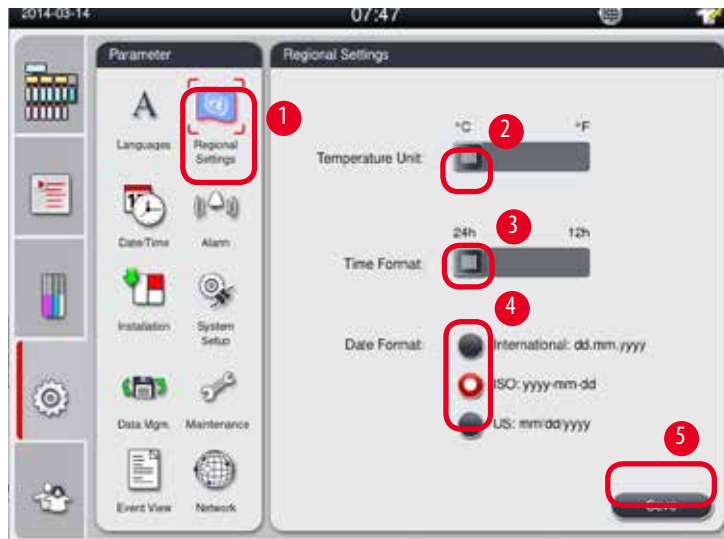 2014-03-14 07:47
Parameter
Regional Settings
Languages
Regional
Settings
1
Date/Time
Alarm
Installation
System
Setup
Data Mgm.
Maintenance
Event View
Network
°C 2 °F
Temperature Unit:
24h 3 12h
Time Format:
4
Date Format:
International: dd.mm.yyyy
ISO: yyyy-mm-dd
US: mm/dd/yyyy
5
Save